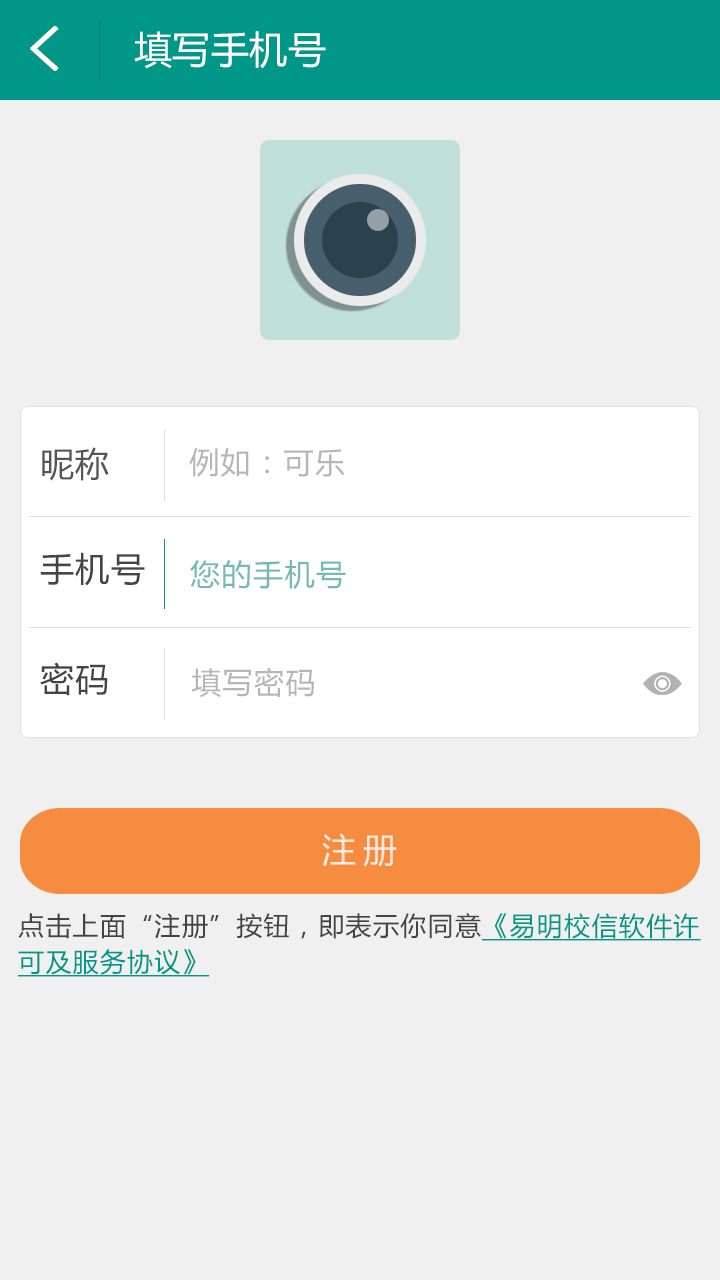 填写手机号
昵称 例如：可乐
手机号 您的手机号
密码 填写密码
注册
点击上面“注册”按钮，即表示你同意《易明校信软件许
可及服务协议》